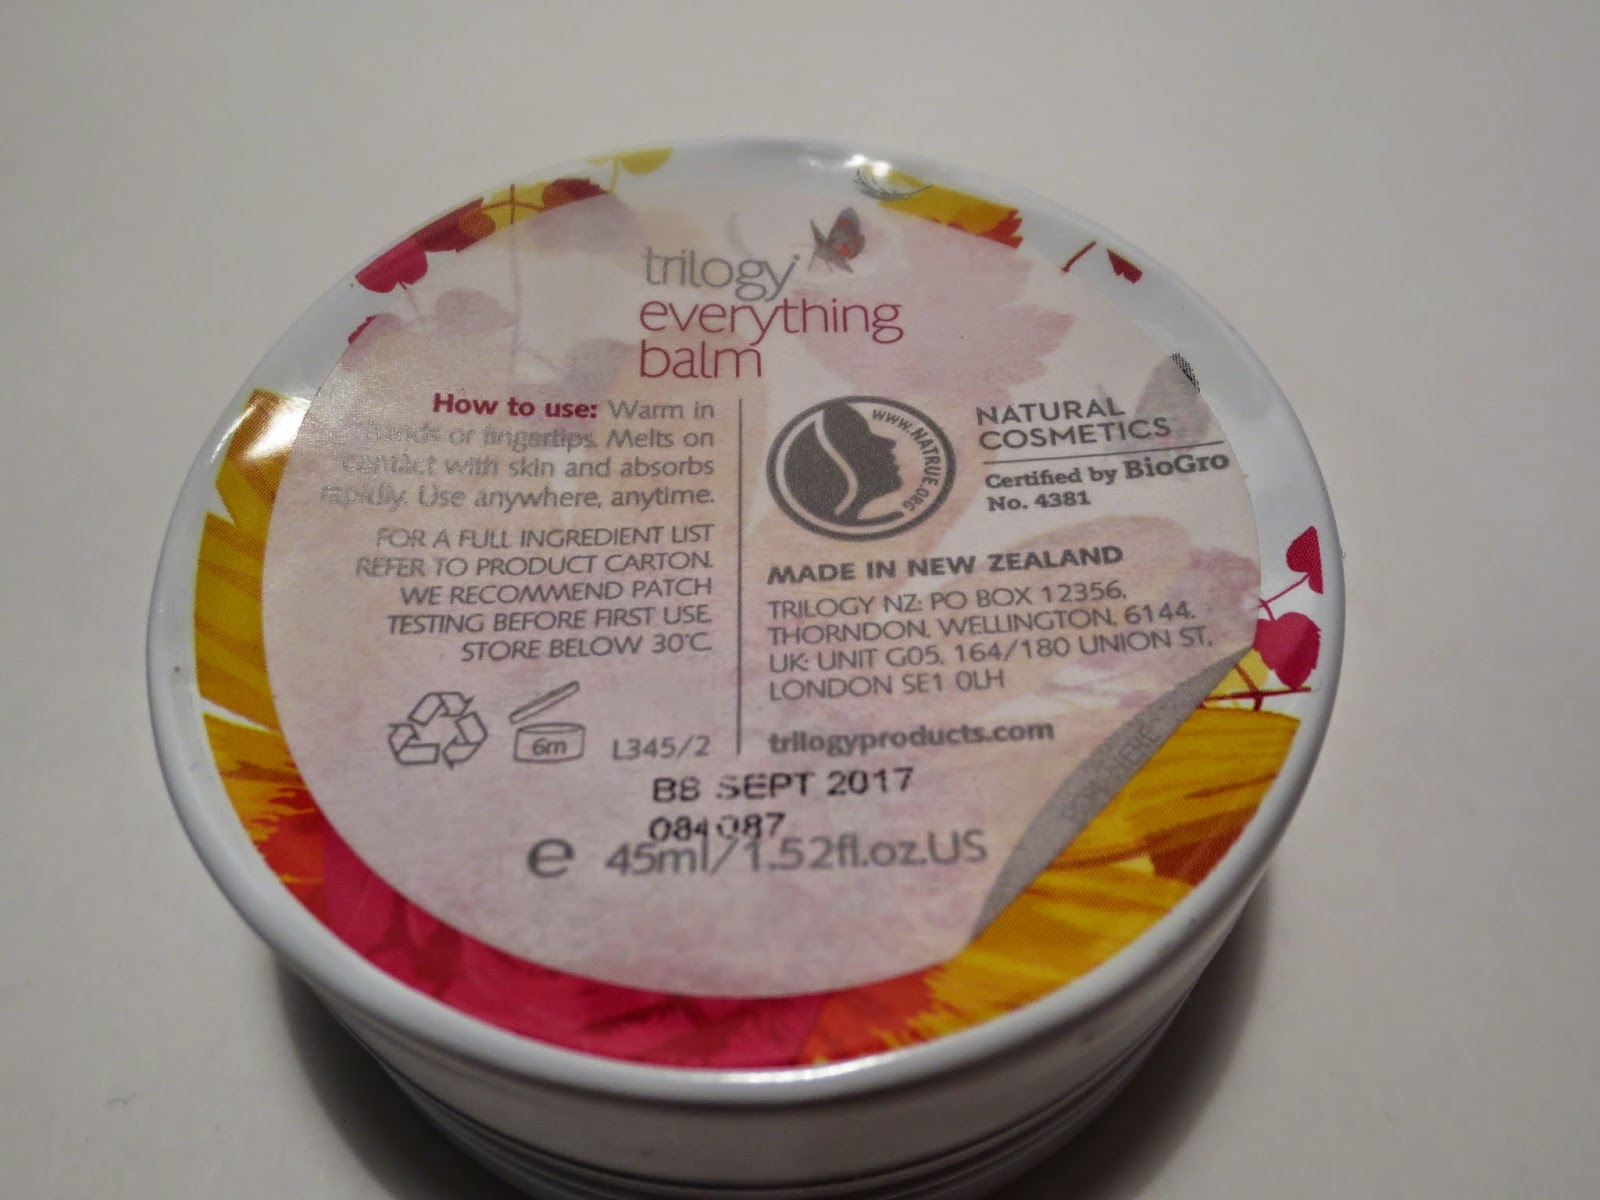 trilogy
everything
balm
How to use: Warm in
hands or fingertips. Melts on
contact with skin and absorbs
rapidly. Use anywhere, anytime.
FOR A FULL INGREDIENT LIST
REFER TO PRODUCT CARTON.
WE RECOMMEND PATCH
TESTING BEFORE FIRST USE.
STORE BELOW 30°C.
6m
L345/2
WWW.NATRUE.ORG
NATURAL
COSMETICS
Certified by BioGro
No. 4381
MADE IN NEW ZEALAND
TRILOGY NZ: PO BOX 12356,
THORNDON, WELLINGTON, 6144.
UK: UNIT G05, 164/180 UNION ST,
LONDON SE1 0LH
trilogyproducts.com
BB SEPT 2017
084087
e 45ml/1.52fl.oz.US
HERE